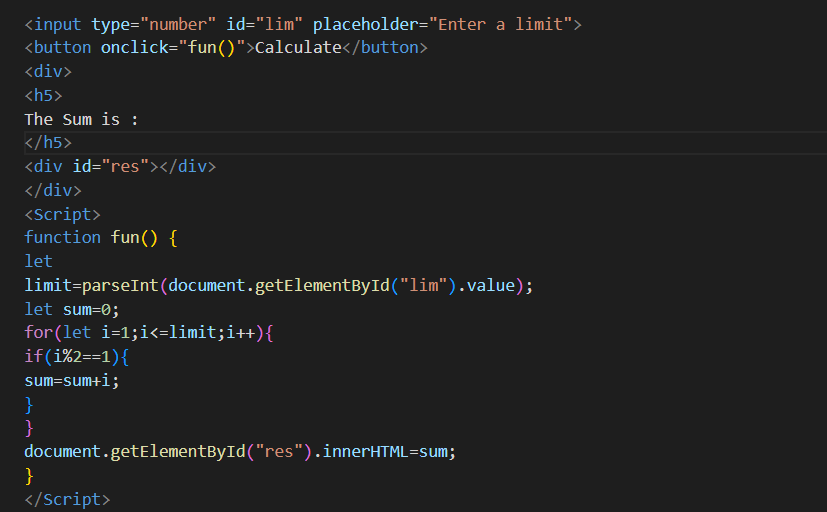 <input type="number" id="lim" placeholder="Enter a limit">
<button onclick="fun()">Calculate</button>
<div>
<h5>
The Sum is :
</h5>
<div id="res"></div>
</div>
<Script>
function fun() {
let
limit=parseInt(document.getElementById("lim").value);
let sum=0;
for(let i=1;i<=limit;i++){
if(i%2==1){
sum=sum+i;
}
}
document.getElementById("res").innerHTML=sum;
}
</Script>